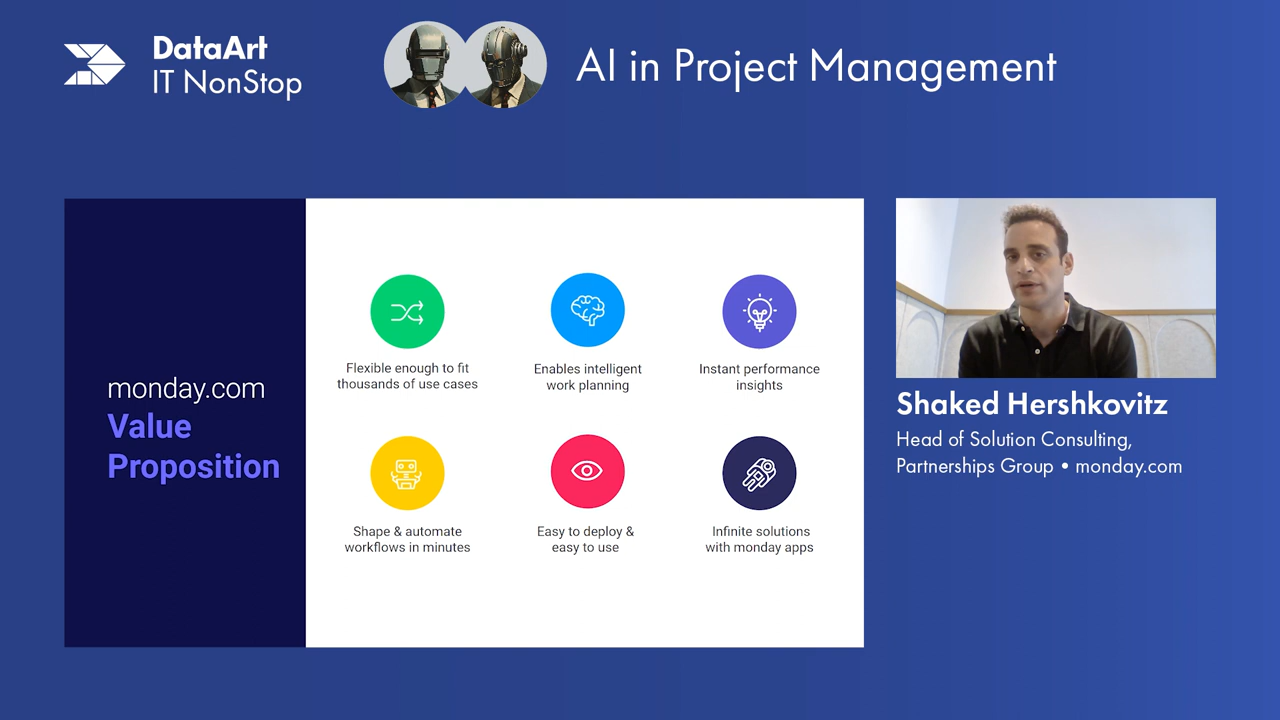 DataArt
IT NonStop
AI in Project Management
monday.com
Value
Proposition
Flexible enough to fit
thousands of use cases
Enables intelligent
work planning
Instant performance
insights
Shape & automate
workflows in minutes
Easy to deploy &
easy to use
Infinite solutions
with monday apps
Shaked Hershkovitz
Head of Solution Consulting,
Partnerships Group • monday.com